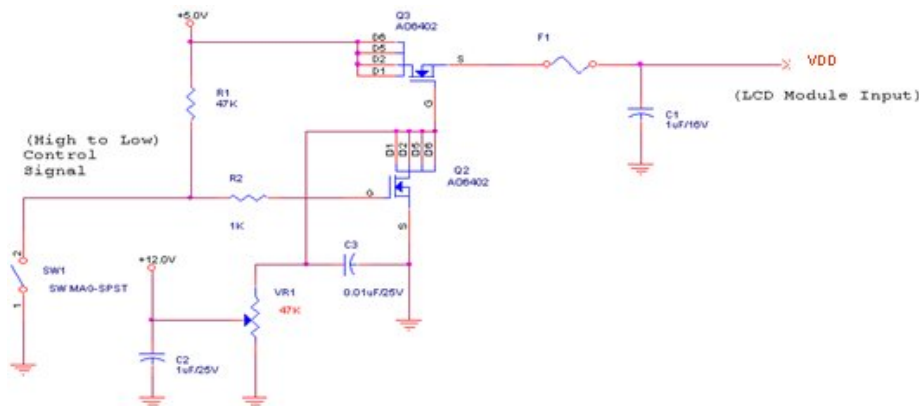 +5.0V
Q3
AO6402
D6
D5
D2
D1
S
G
F1
VDD
(LCD Module Input)
R1
47K
C1
1uF/16V
(High to Low)
Control
Signal
D1
D2
D5
D6
Q2
AO6402
R2
1K
G
S
2
SW1
SW MAG-SPST
1
+12.0V
C3
0.01uF/25V
VR1
47K
C2
1uF/25V